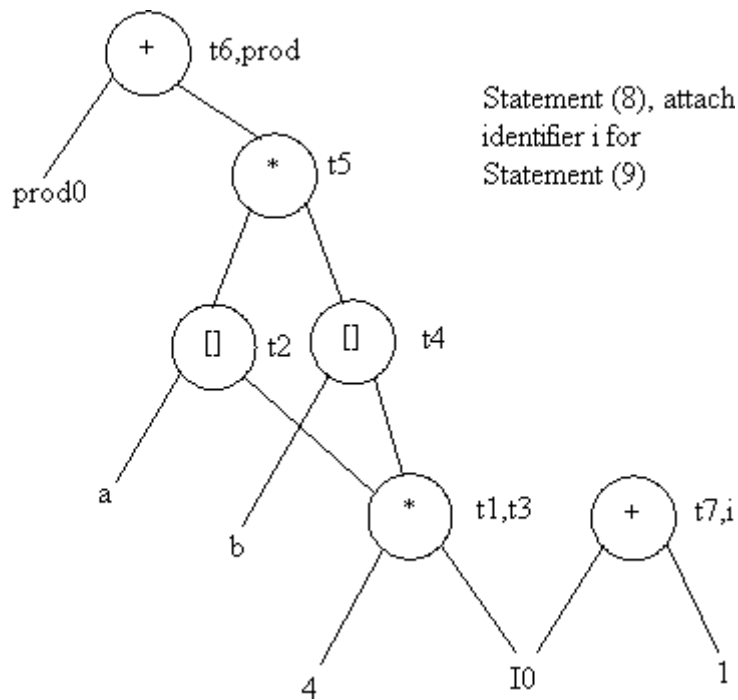 +
t6,prod
Statement (8), attach
identifier i for
Statement (9)
prod0
*
t5
[]
t2
[]
t4
a
b
*
t1,t3
+
t7,i
4
I0
1